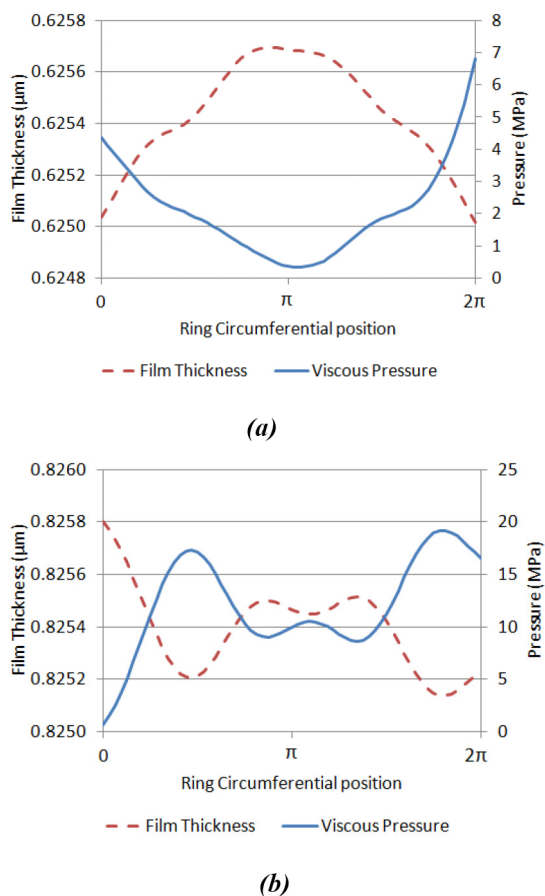 0.6258
0.6256
0.6254
0.6252
0.6250
0.6248
Film Thickness (μm)
8
7
6
5
4
3
2
1
0
Pressure (MPa)
0 π 2π
Ring Circumferential position
Film Thickness Viscous Pressure
(a)
0.8260
0.8258
0.8256
0.8254
0.8252
0.8250
Film Thickness (μm)
25
20
15
10
5
0
Pressure (MPa)
0 π 2π
Ring Circumferential position
Film Thickness Viscous Pressure
(b)